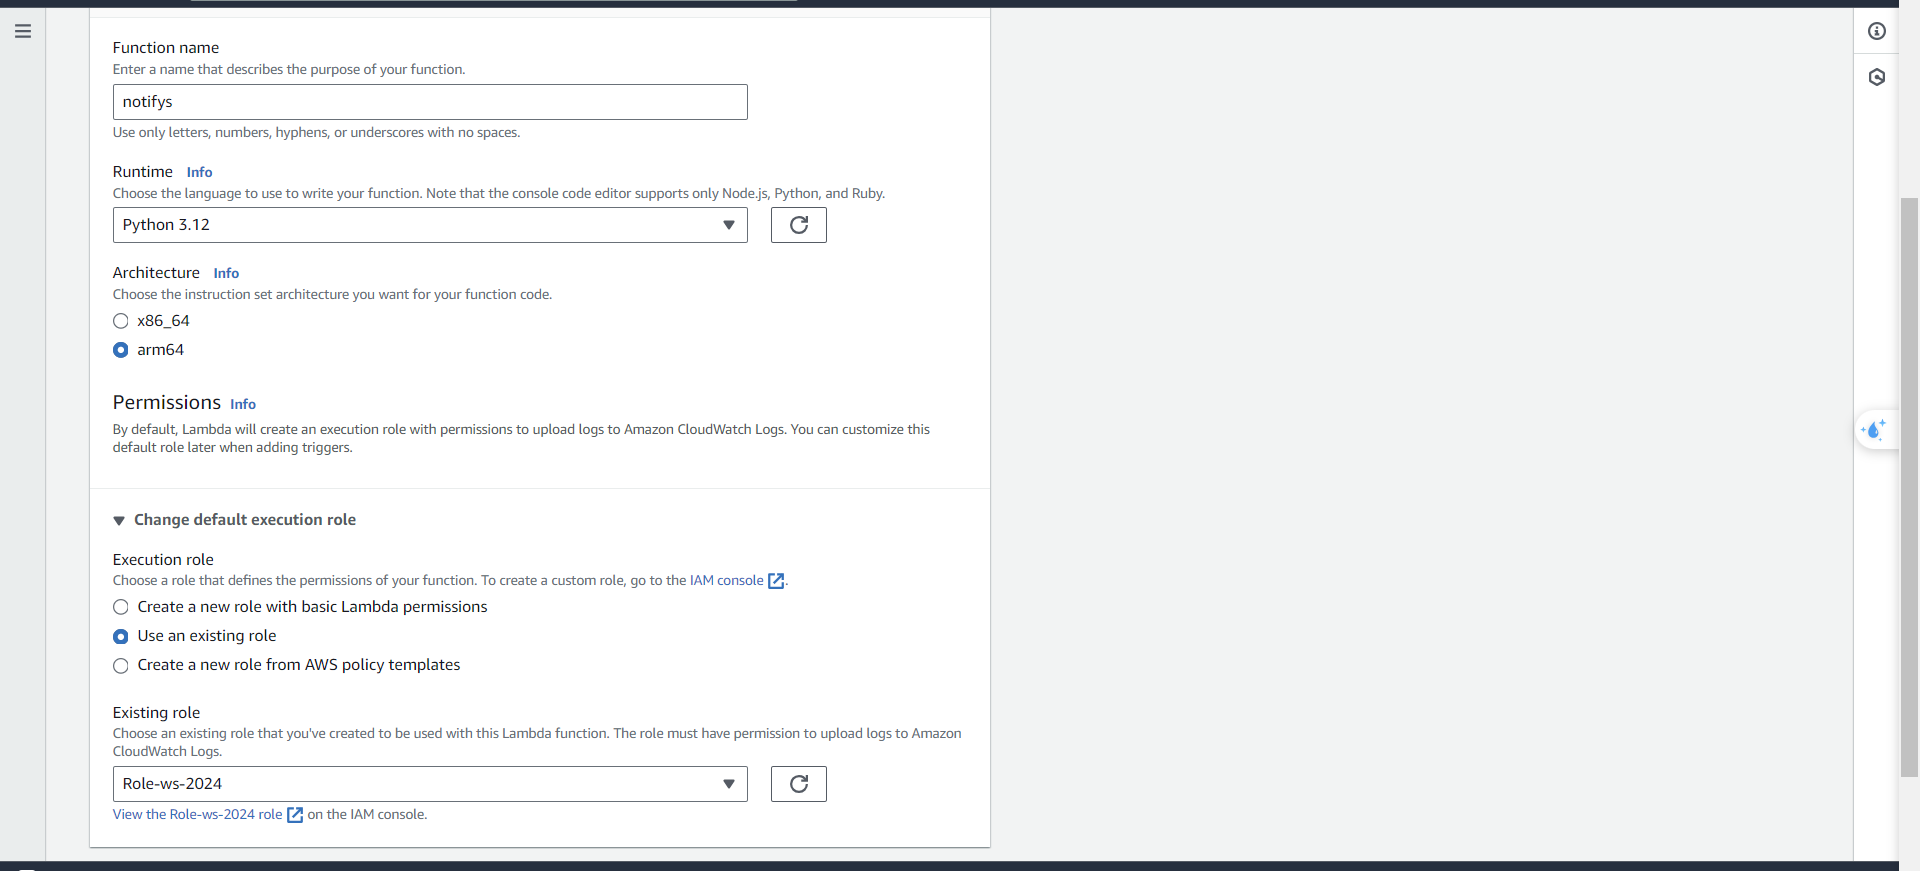 Function name
Enter a name that describes the purpose of your function.
notifys
Use only letters, numbers, hyphens, or underscores with no spaces.
Runtime Info
Choose the language to use to write your function. Note that the console code editor supports only Node.js, Python, and Ruby.
Python 3.12
Architecture Info
Choose the instruction set architecture you want for your function code.
x86_64
arm64
Permissions Info
By default, Lambda will create an execution role with permissions to upload logs to Amazon CloudWatch Logs. You can customize this
default role later when adding triggers.
Change default execution role
Execution role
Choose a role that defines the permissions of your function. To create a custom role, go to the IAM console.
Create a new role with basic Lambda permissions
Use an existing role
Create a new role from AWS policy templates
Existing role
Choose an existing role that you've created to be used with this Lambda function. The role must have permission to upload logs to Amazon
CloudWatch Logs.
Role-ws-2024
View the Role-ws-2024 role on the IAM console.